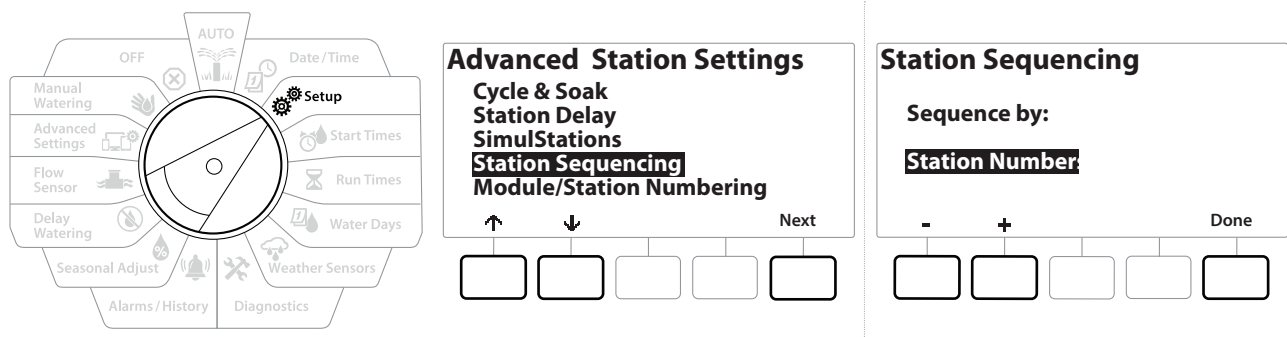 AUTO
OFF
Date / Time
Manual
Watering
Setup
Advanced
Settings
Start Times
Flow
Sensor
Run Times
Delay
Watering
Water Days
Seasonal Adjust
Weather Sensors
Alarms / History
Diagnostics
Advanced Station Settings
Cycle & Soak
Station Delay
SimulStations
Station Sequencing
Module/Station Numbering
Next
Station Sequencing
Sequence by:
Station Numbers
- +
Done